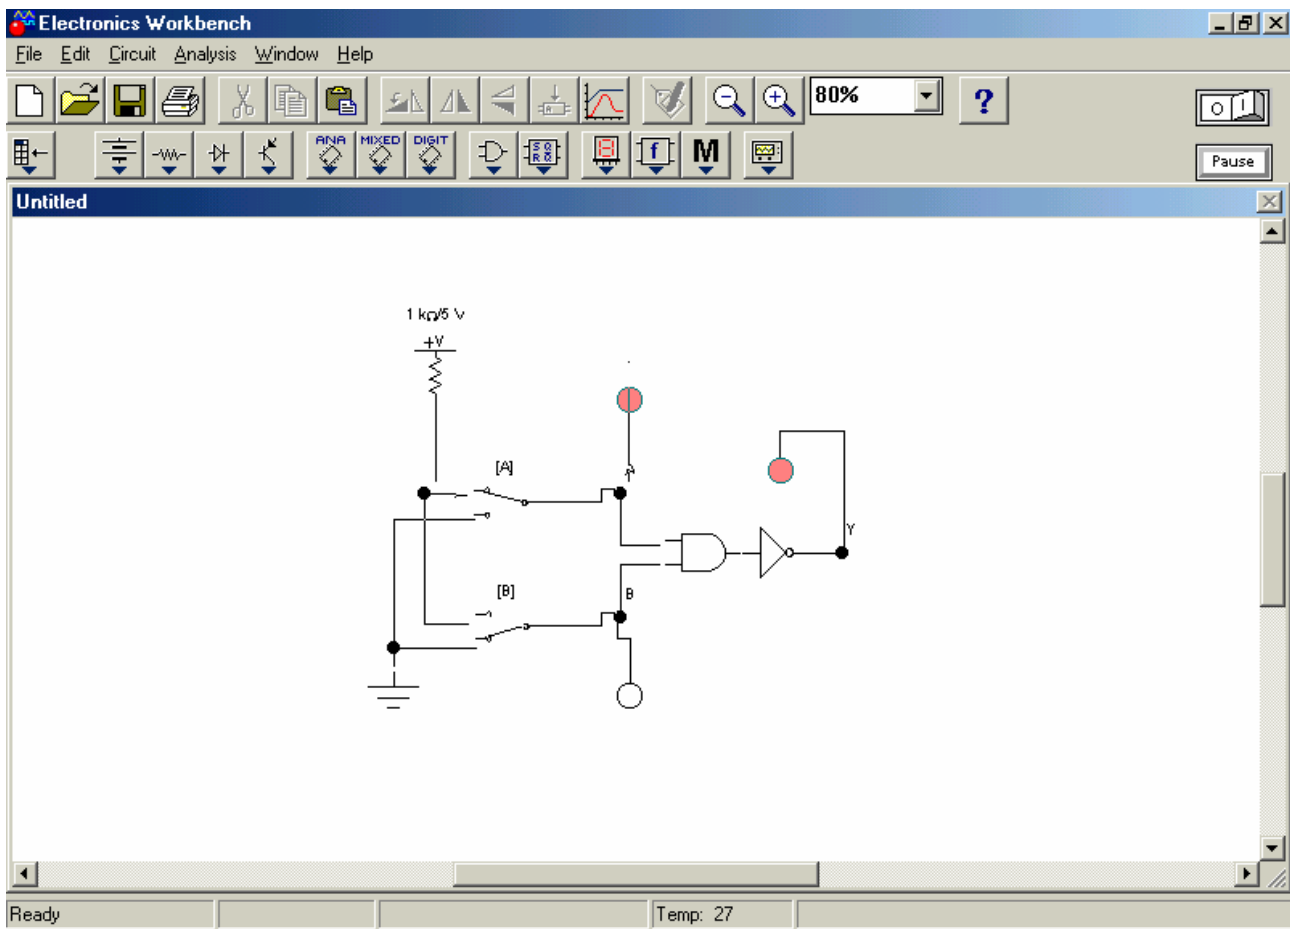 Electronics Workbench
File Edit Circuit Analysis Window Help
80% ?
ANA MIXED DIGIT
f M
Pause
Untitled
1 kΩ/5 V
+V
[A]
A
Y
[B]
B
Ready
Temp: 27